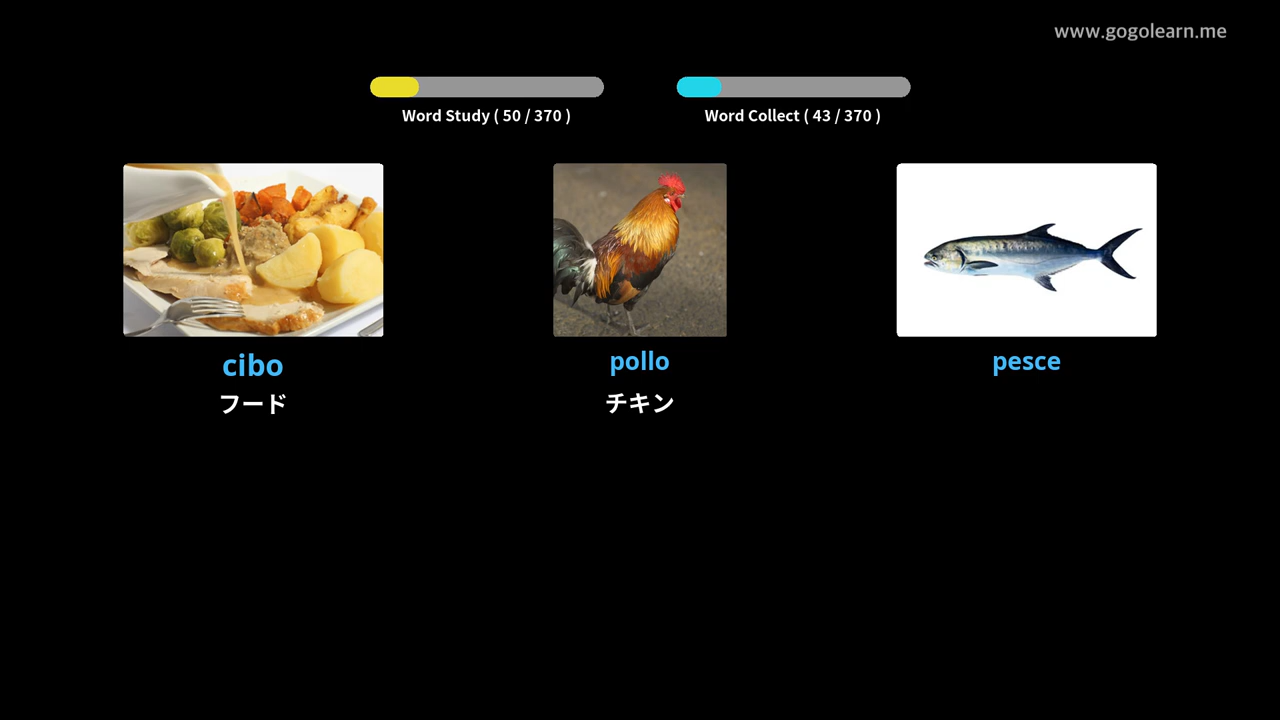 www.gogolearn.me
Word Study ( 50 / 370 )
Word Collect ( 43 / 370 )
cibo
pollo
pesce
フード
チキン